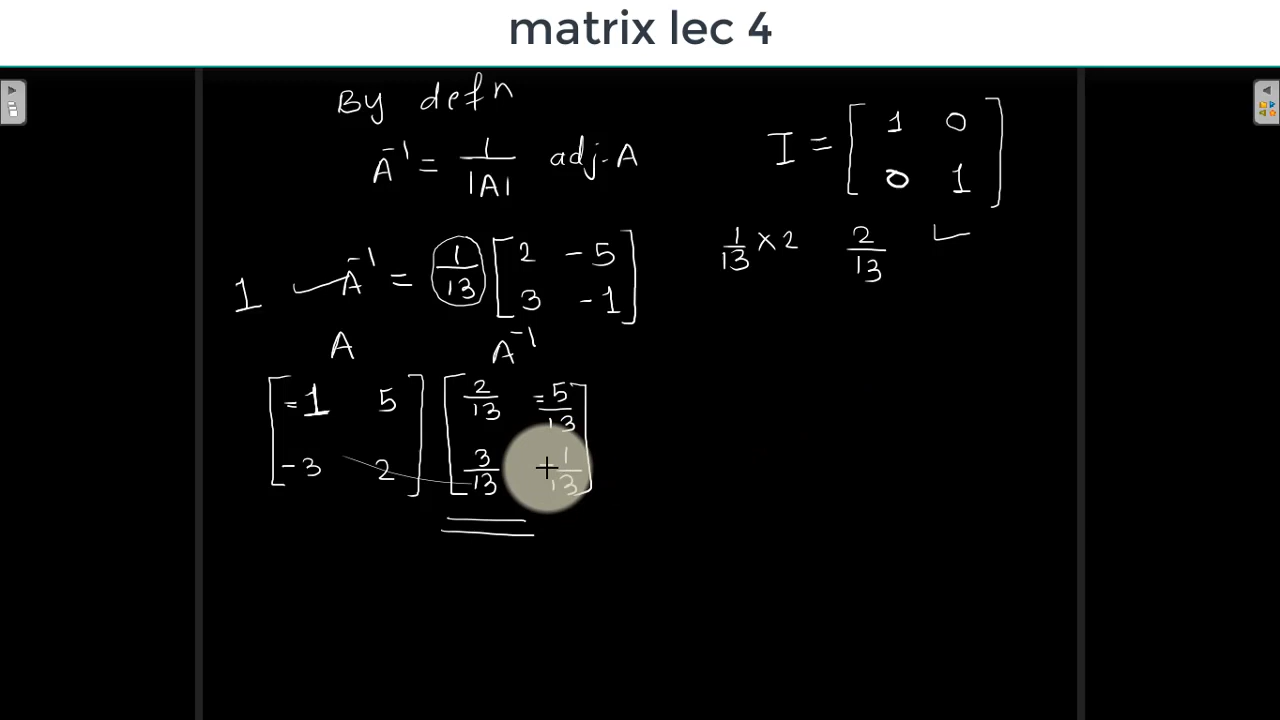 matrix lec 4
By defn
A⁻¹ = 1/|A| adj. A
I = [1 0
0 1]
1/13 × 2 2/13
1 A⁻¹ = 1/13 [2 -5
3 -1]
A A⁻¹
[-1 5 [2/13 -5/13
-3 2] 3/13 -1/13]